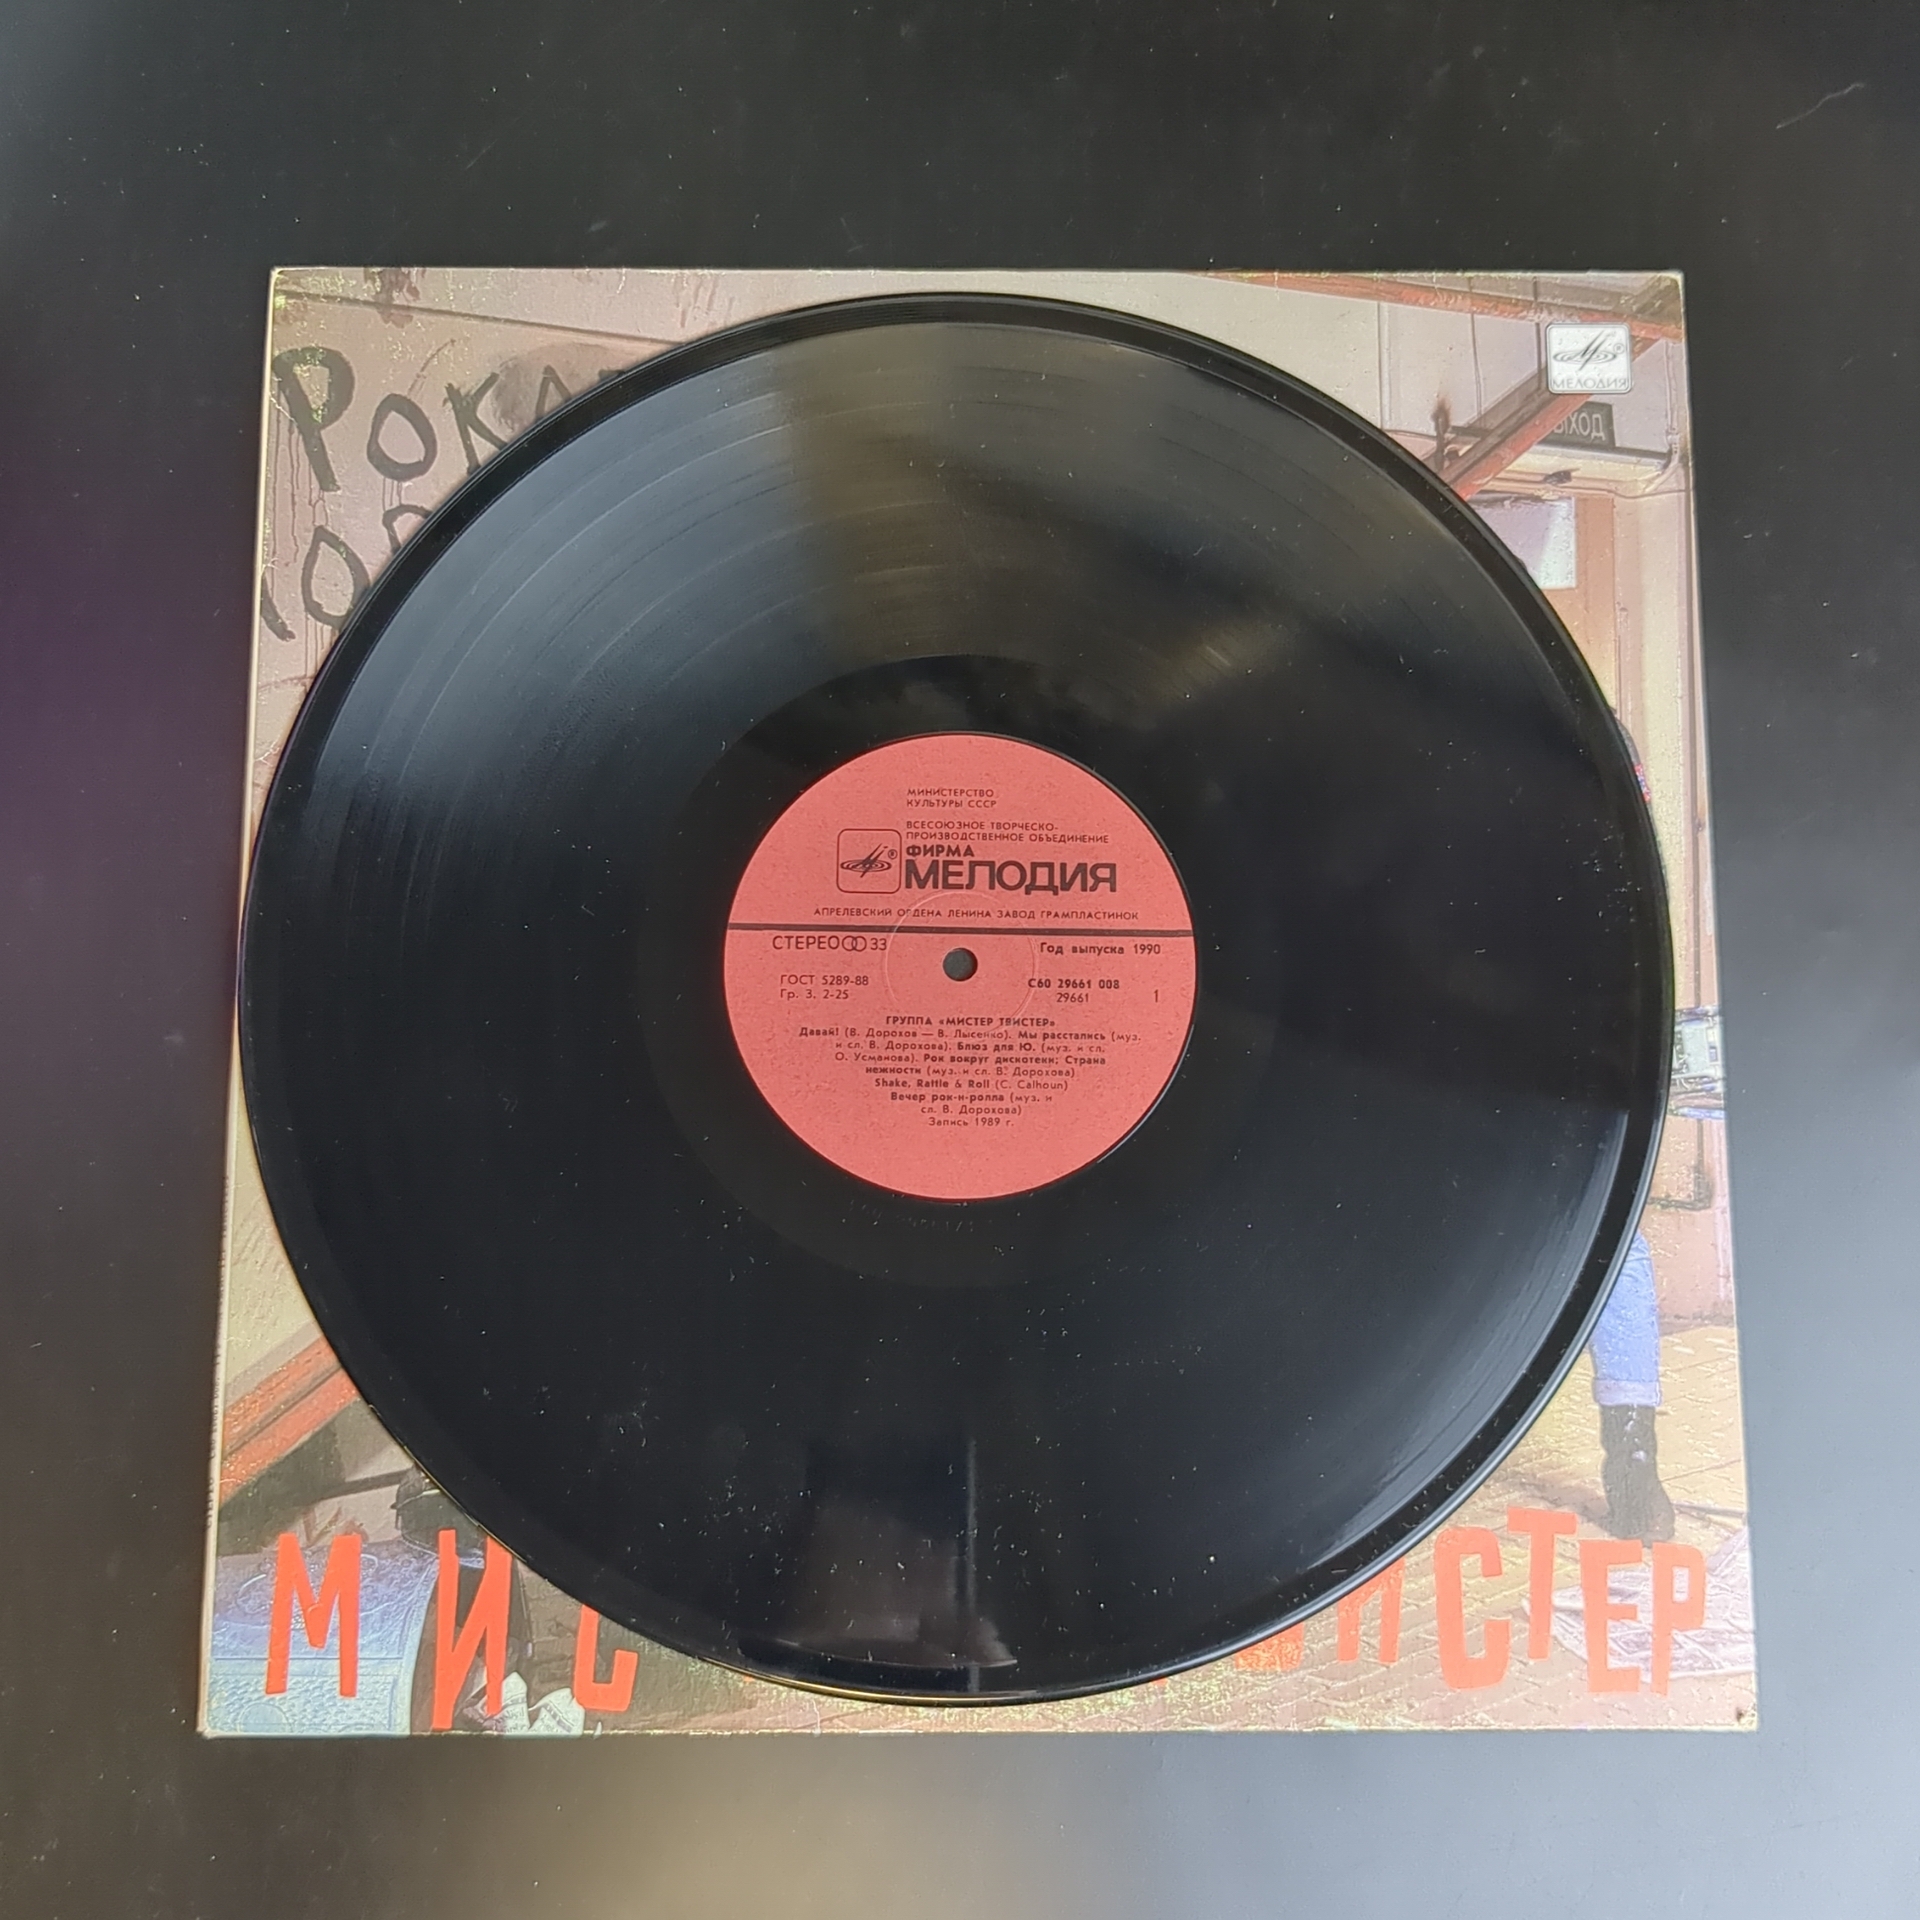 РОКА
МЕЛОДИЯ
ЫХОД
МИНИСТЕРСТВО
КУЛЬТУРЫ СССР
ВСЕСОЮЗНОЕ ТВОРЧЕСКО-
ПРОИЗВОДСТВЕННОЕ ОБЪЕДИНЕНИЕ
ФИРМА
МЕЛОДИЯ
АПРЕЛЕВСКИЙ ОРДЕНА ЛЕНИНА ЗАВОД ГРАМПЛАСТИНОК
СТЕРЕО 33
Год выпуска 1990
ГОСТ 5289-88
Гр. 3. 2-25
С60 29661 008
29661
1
ГРУППА «МИСТЕР ТВИСТЕР»
Давай! (В. Дорохов — В. Лысенко). Мы расстались (муз.
и сл. В. Дорохова). Блюз для Ю. (муз. и сл.
О. Усманова). Рок вокруг дискотеки; Страна
нежности (муз. и сл. В. Дорохова)
Shake, Rattle & Roll (C. Calhoun)
Вечер рок-н-ролла (муз. и
сл. В. Дорохова)
Запись 1989 г.
МИС ИСТЕР